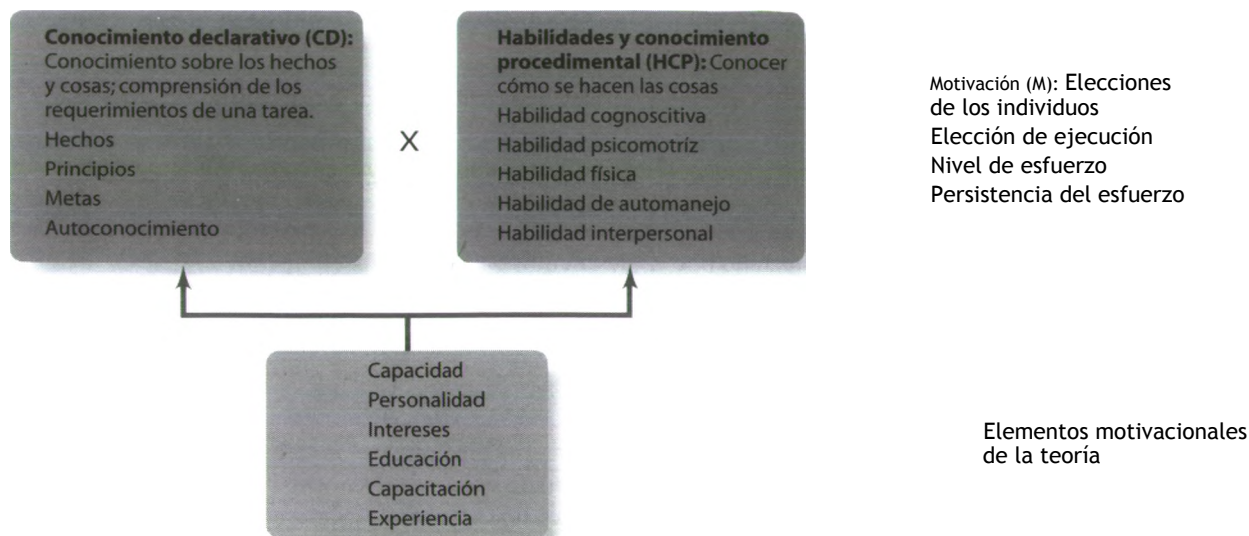 Conocimiento declarativo (CD):
Conocimiento sobre los hechos
y cosas; comprensión de los
requerimientos de una tarea.
Hechos
Principios
Metas
Autoconocimiento
X
Habilidades y conocimiento
procedimental (HCP): Conocer
cómo se hacen las cosas
Habilidad cognoscitiva
Habilidad psicomotríz
Habilidad física
Habilidad de automanejo
Habilidad interpersonal
Motivación (M): Elecciones
de los individuos
Elección de ejecución
Nivel de esfuerzo
Persistencia del esfuerzo
Capacidad
Personalidad
Intereses
Educación
Capacitación
Experiencia
Elementos motivacionales
de la teoría